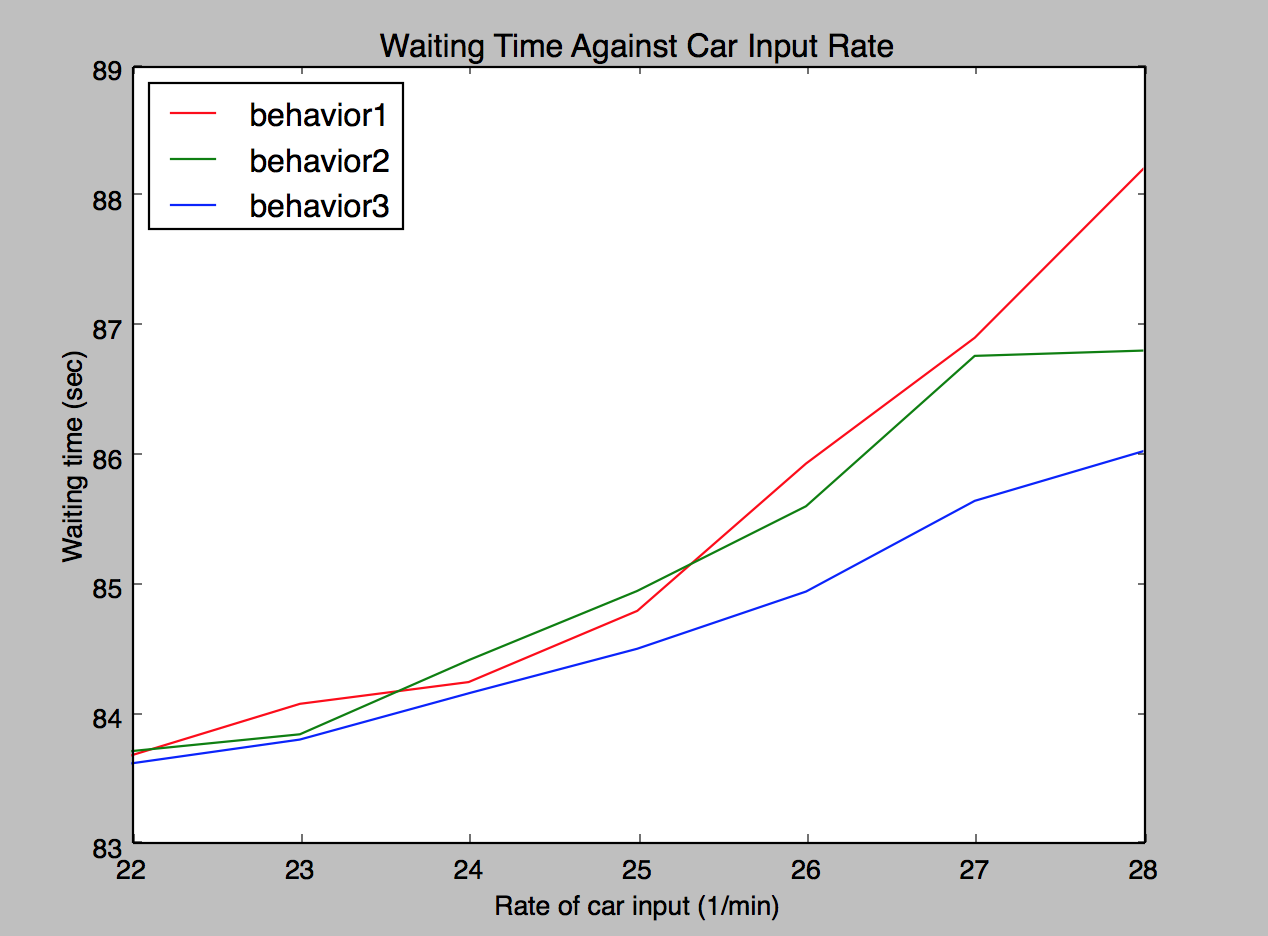 Waiting Time Against Car Input Rate
behavior1
behavior2
behavior3
89
88
87
86
85
84
83
Waiting time (sec)
22 23 24 25 26 27 28
Rate of car input (1/min)